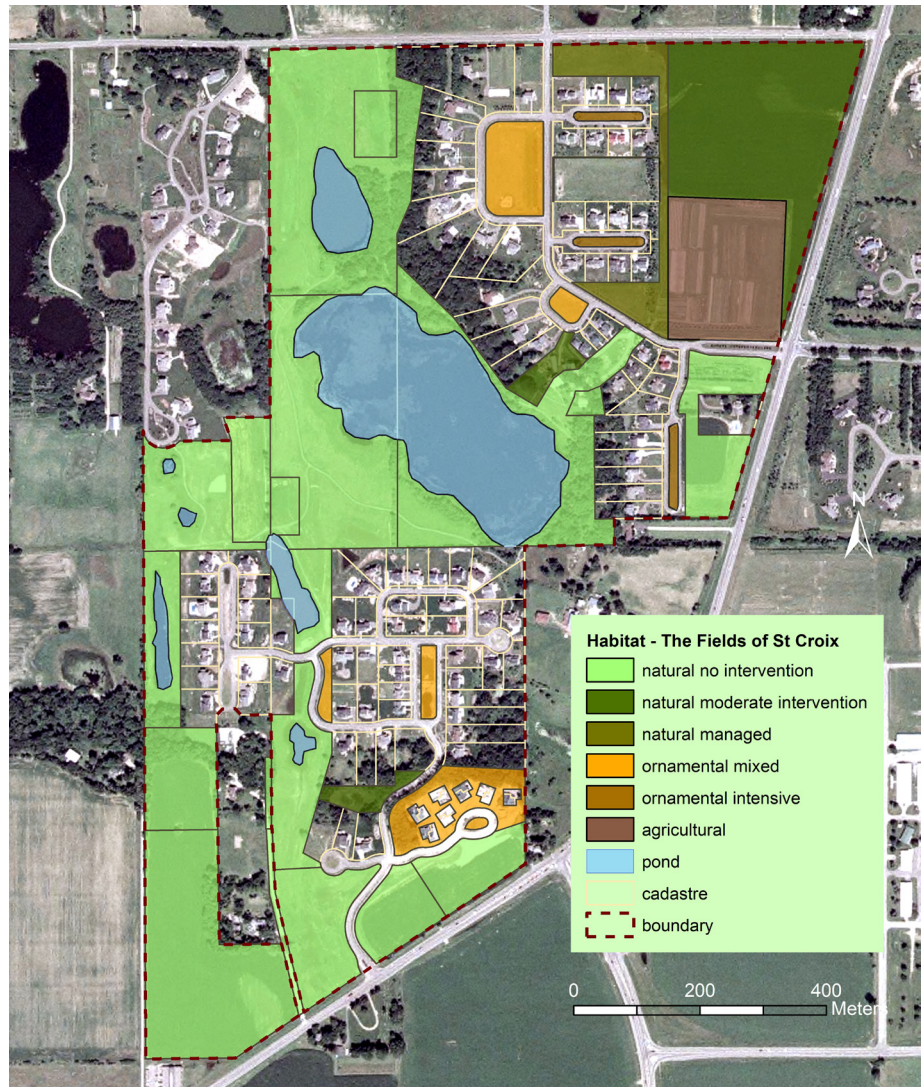 N
Habitat - The Fields of St Croix
natural no intervention
natural moderate intervention
natural managed
ornamental mixed
ornamental intensive
agricultural
pond
cadastre
boundary
0 200 400
Meters